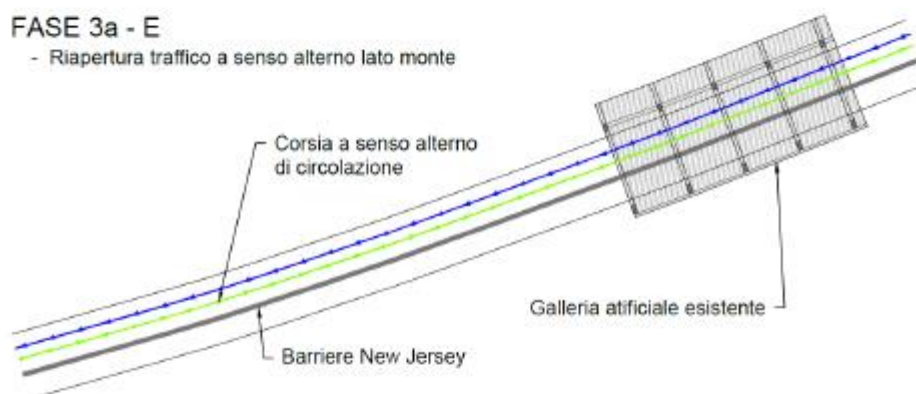 FASE 3a - E
- Riapertura traffico a senso alterno lato monte
Corsia a senso alterno
di circolazione
Galleria atificiale esistente
Barriere New Jersey